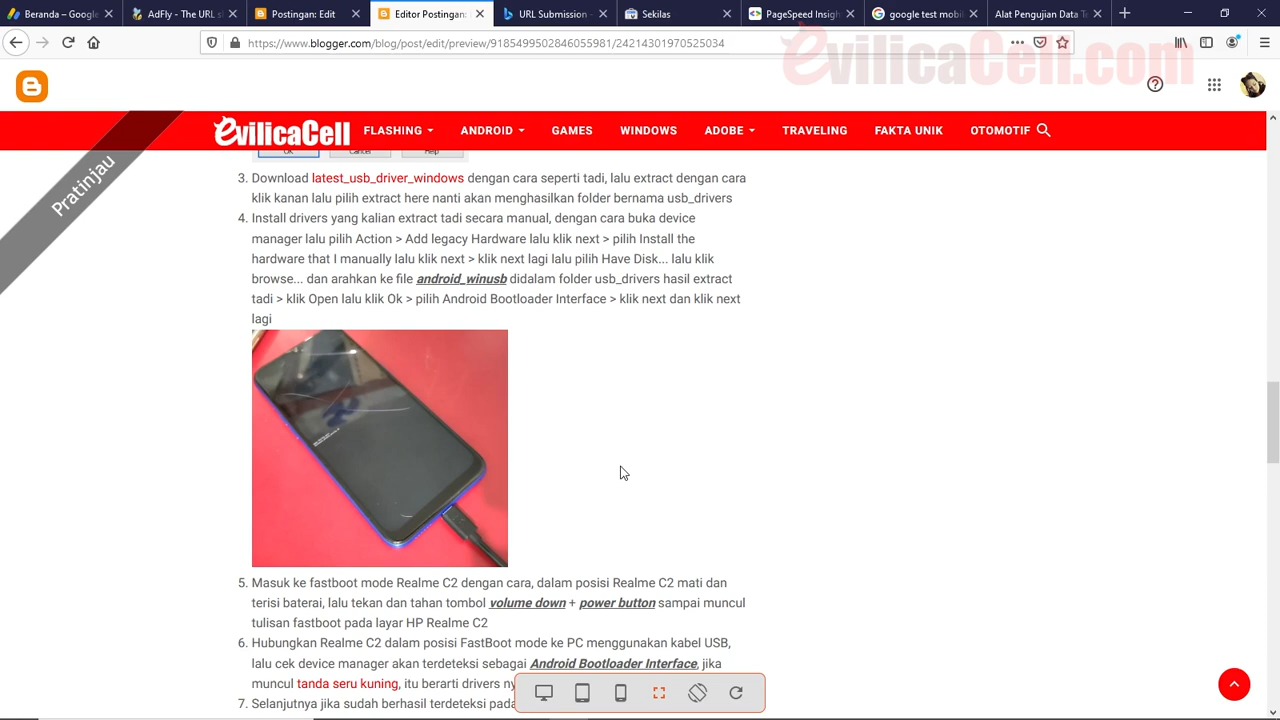 Beranda – Google
AdFly - The URL sl
Postingan: Edit
Editor Postingan:
URL Submission -
Sekilas
PageSpeed Insigh
google test mobil
Alat Pengujian Data Te
https://www.blogger.com/blog/post/edit/preview/9185499502846055981/24214301970525034
evilicaCell.com
Pratinjau
evilicaCell FLASHING ANDROID GAMES WINDOWS ADOBE TRAVELING FAKTA UNIK OTOMOTIF
OK Cancel Help
3. Download latest_usb_driver_windows dengan cara seperti tadi, lalu extract dengan cara
klik kanan lalu pilih extract here nanti akan menghasilkan folder bernama usb_drivers
4. Install drivers yang kalian extract tadi secara manual, dengan cara buka device
manager lalu pilih Action > Add legacy Hardware lalu klik next > pilih Install the
hardware that I manually lalu klik next > klik next lagi lalu pilih Have Disk... lalu klik
browse... dan arahkan ke file android_winusb didalam folder usb_drivers hasil extract
tadi > klik Open lalu klik Ok > pilih Android Bootloader Interface > klik next dan klik next
lagi
5. Masuk ke fastboot mode Realme C2 dengan cara, dalam posisi Realme C2 mati dan
terisi baterai, lalu tekan dan tahan tombol volume down + power button sampai muncul
tulisan fastboot pada layar HP Realme C2
6. Hubungkan Realme C2 dalam posisi FastBoot mode ke PC menggunakan kabel USB,
lalu cek device manager akan terdeteksi sebagai Android Bootloader Interface, jika
muncul tanda seru kuning, itu berarti drivers ny
7. Selanjutnya jika sudah berhasil terdeteksi pada